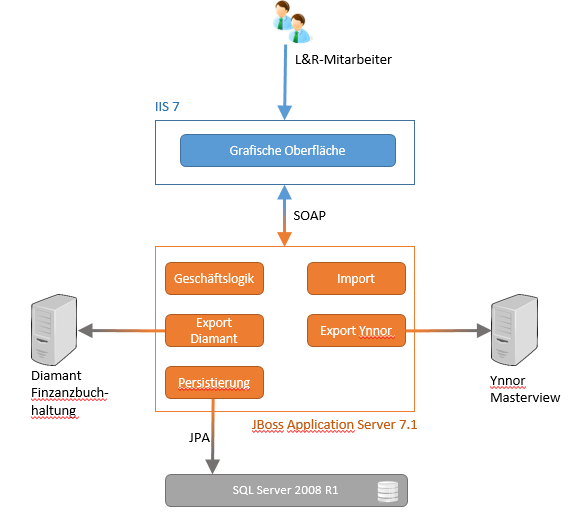 L&R-Mitarbeiter
IIS 7
Grafische Oberfläche
SOAP
Geschäftslogik
Import
Export
Diamant
Export Ynnor
Persistierung
Diamant
Finzanzbuch-
haltung
Ynnor
Masterview
JBoss Application Server 7.1
JPA
SQL Server 2008 R1